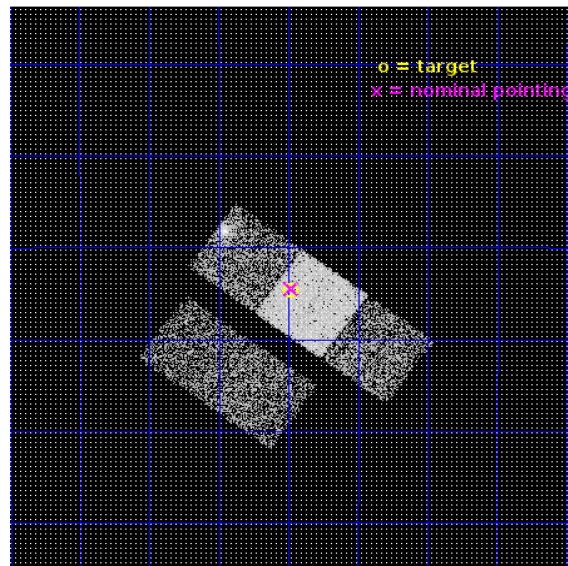 o = target
x = nominal pointing